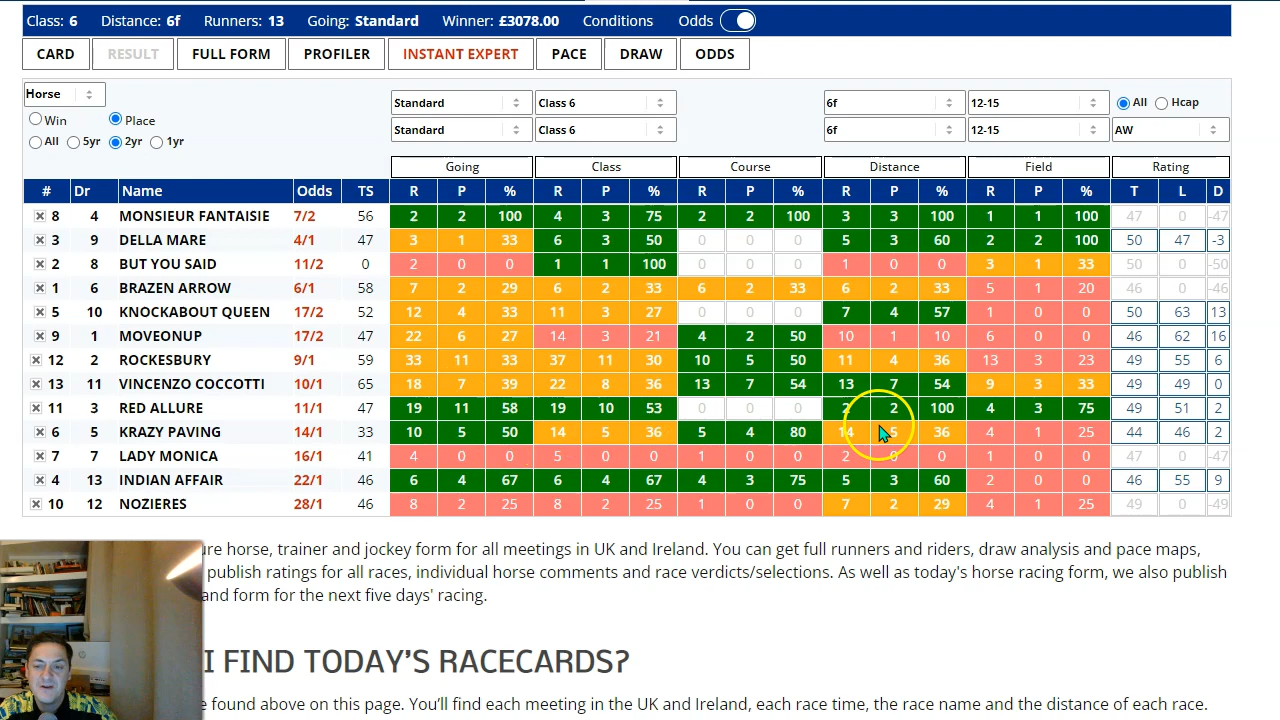 Class: 6 Distance: 6f Runners: 13 Going: Standard Winner: £3078.00 Conditions Odds
CARD RESULT FULL FORM PROFILER INSTANT EXPERT PACE DRAW ODDS
Horse
Standard Class 6 6f 12-15 All Hcap
Win Place
Standard Class 6 6f 12-15 AW
All 5yr 2yr 1yr
Going Class Course Distance Field Rating
# Dr Name Odds TS R P % R P % R P % R P % R P % T L D
8 4 MONSIEUR FANTAISIE 7/2 56 2 2 100 4 3 75 2 2 100 3 3 100 1 1 100 47 0 -47
3 9 DELLA MARE 4/1 47 3 1 33 6 3 50 0 0 0 5 3 60 2 2 100 50 47 -3
2 8 BUT YOU SAID 11/2 0 2 0 0 1 1 100 0 0 0 1 0 0 3 1 33 50 0 -50
1 6 BRAZEN ARROW 6/1 58 7 2 29 6 2 33 6 2 33 6 2 33 5 1 20 46 0 -46
5 10 KNOCKABOUT QUEEN 17/2 52 12 4 33 11 3 27 0 0 0 7 4 57 1 0 0 50 63 13
9 1 MOVEONUP 17/2 47 22 6 27 14 3 21 4 2 50 10 1 10 6 0 0 46 62 16
12 2 ROCKESBURY 9/1 59 33 11 33 37 11 30 10 5 50 11 4 36 13 3 23 49 55 6
13 11 VINCENZO COCCOTTI 10/1 65 18 7 39 22 8 36 13 7 54 13 7 54 9 3 33 49 49 0
11 3 RED ALLURE 11/1 47 19 11 58 19 10 53 0 0 0 2 2 100 4 3 75 49 51 2
6 5 KRAZY PAVING 14/1 33 10 5 50 14 5 36 5 4 80 14 5 36 4 1 25 44 46 2
7 7 LADY MONICA 16/1 41 4 0 0 5 0 0 1 0 0 2 0 0 1 0 0 47 0 -47
4 13 INDIAN AFFAIR 22/1 46 6 4 67 6 4 67 4 3 75 5 3 60 2 0 0 46 55 9
10 12 NOZIERES 28/1 46 8 2 25 8 2 25 1 0 0 7 2 29 4 1 25 49 0 -49
ure horse, trainer and jockey form for all meetings in UK and Ireland. You can get full runners and riders, draw analysis and pace maps,
publish ratings for all races, individual horse comments and race verdicts/selections. As well as today's horse racing form, we also publish
and form for the next five days' racing.
I FIND TODAY'S RACECARDS?
e found above on this page. You'll find each meeting in the UK and Ireland, each race time, the race name and the distance of each race.